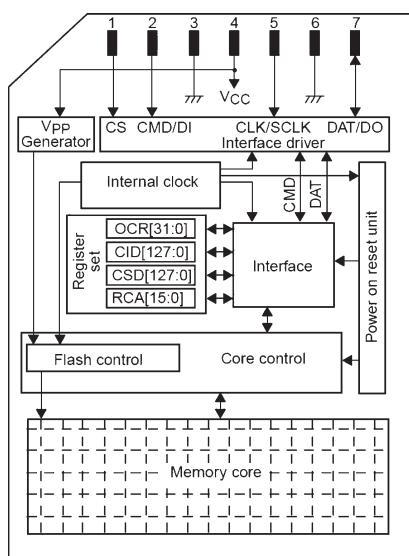 1 2 3 4 5 6 7
VCC
VPP
Generator
CS CMD/DI CLK/SCLK DAT/DO
Interface driver
Internal clock
CMD
DAT
Power on reset unit
Register
set
OCR[31:0]
CID[127:0]
CSD[127:0]
RCA[15:0]
Interface
Flash control
Core control
Memory core